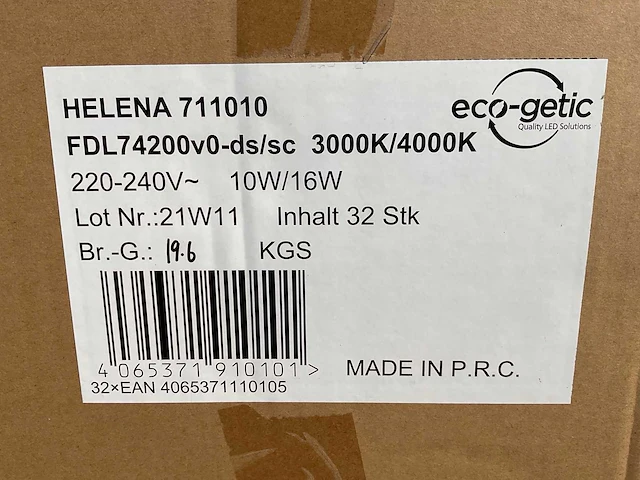 HELENA 711010
eco-getic
Quality LED Solutions
FDL74200v0-ds/sc 3000K/4000K
220-240V~ 10W/16W
Lot Nr.:21W11 Inhalt 32 Stk
Br.-G.: 19.6 KGS
4 065371 910101 >
MADE IN P.R.C.
32×EAN 4065371110105